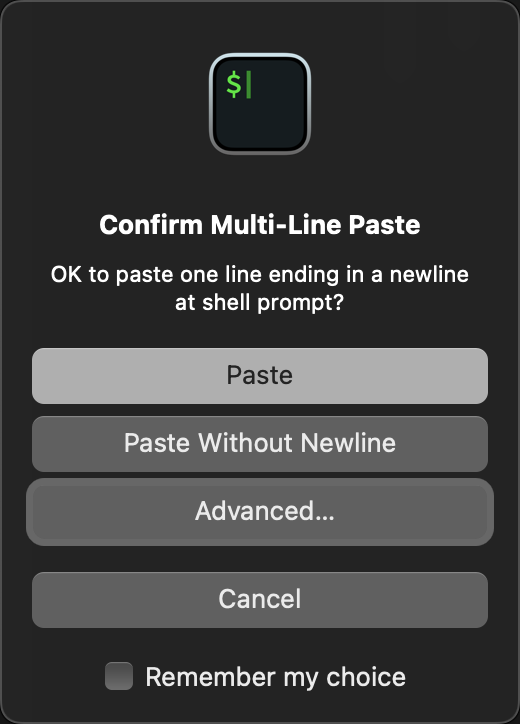 $
Confirm Multi-Line Paste
OK to paste one line ending in a newline
at shell prompt?
Paste
Paste Without Newline
Advanced...
Cancel
Remember my choice